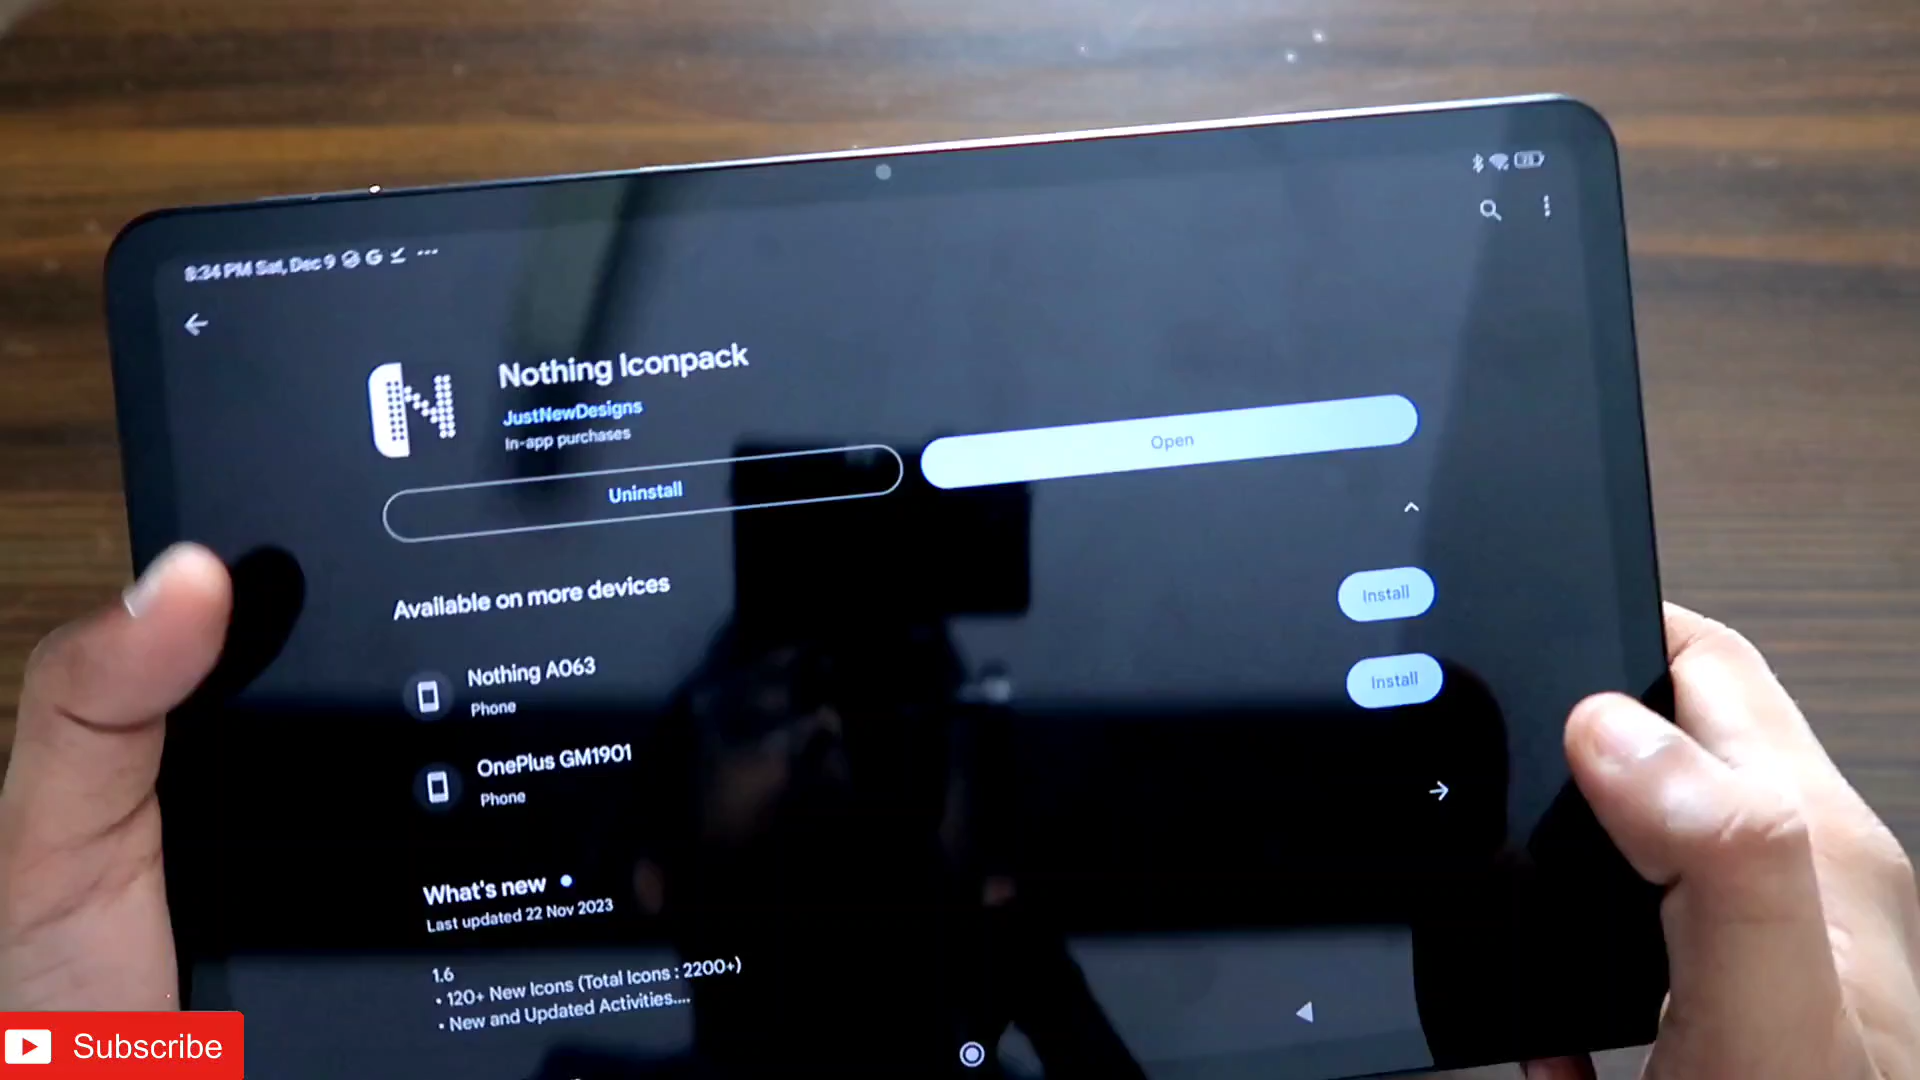 8:34 PM Sat, Dec 9
Nothing Iconpack
JustNewDesigns
In-app purchases
Uninstall
Open
Available on more devices
Nothing A063
Phone
Install
OnePlus GM1901
Phone
Install
What's new
Last updated 22 Nov 2023
1.6
• 120+ New Icons (Total Icons : 2200+)
• New and Updated Activities....
Subscribe